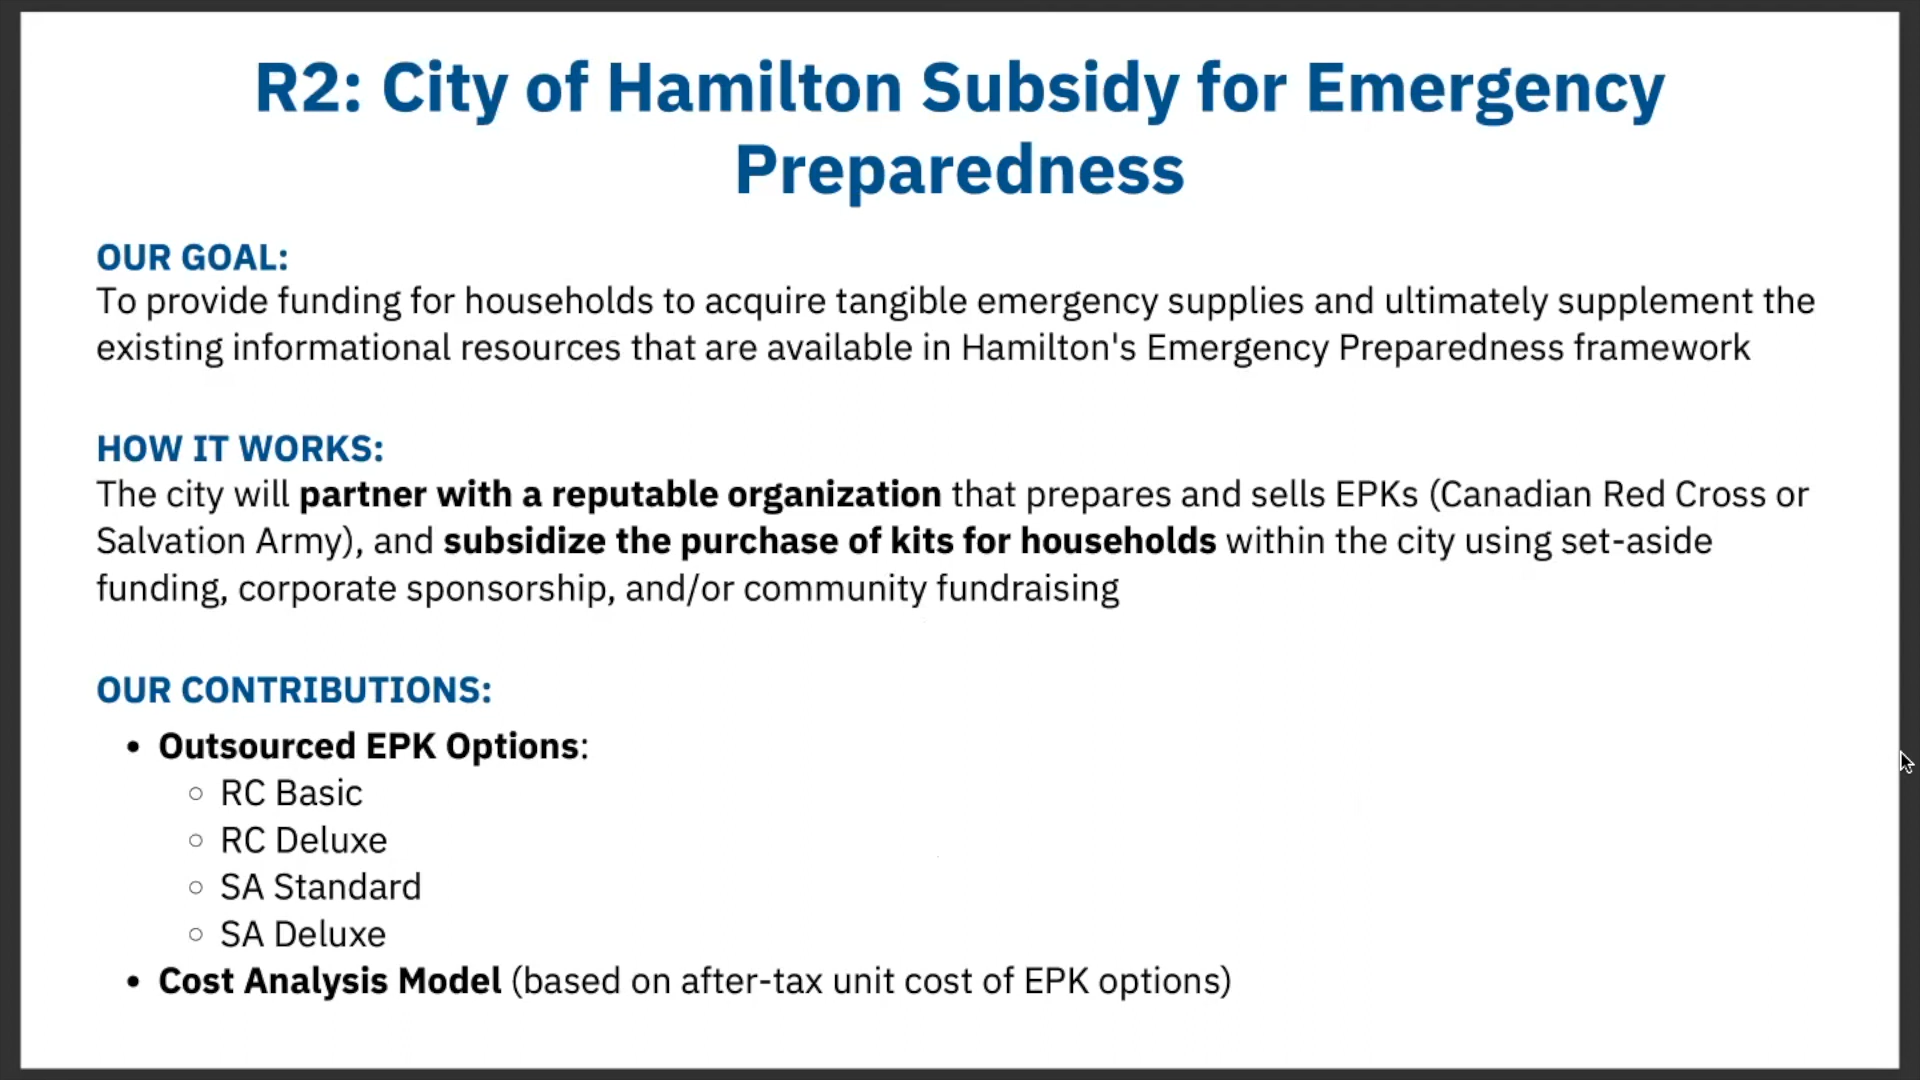 R2: City of Hamilton Subsidy for Emergency
Preparedness
OUR GOAL:
To provide funding for households to acquire tangible emergency supplies and ultimately supplement the
existing informational resources that are available in Hamilton's Emergency Preparedness framework
HOW IT WORKS:
The city will partner with a reputable organization that prepares and sells EPKs (Canadian Red Cross or
Salvation Army), and subsidize the purchase of kits for households within the city using set-aside
funding, corporate sponsorship, and/or community fundraising
OUR CONTRIBUTIONS:
• Outsourced EPK Options:
○ RC Basic
○ RC Deluxe
○ SA Standard
○ SA Deluxe
• Cost Analysis Model (based on after-tax unit cost of EPK options)